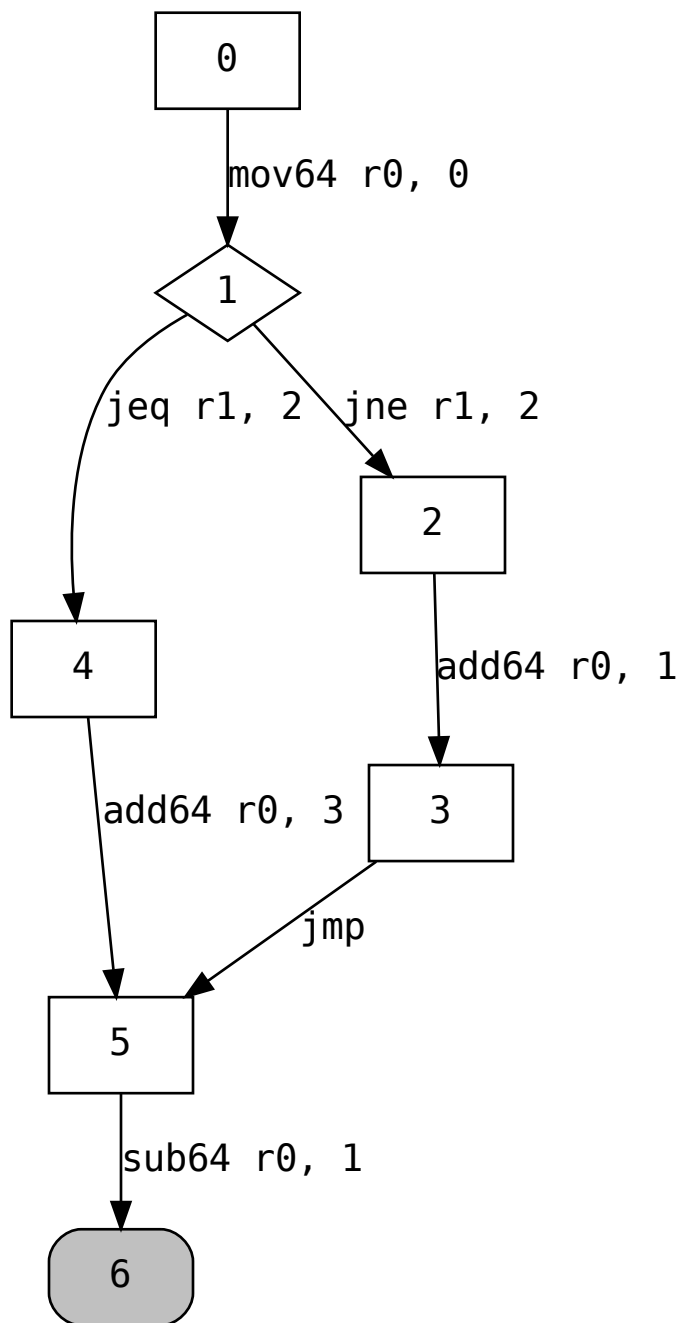 0
mov64 r0, 0
1
jeq r1, 2
jne r1, 2
2
4
add64 r0, 1
add64 r0, 3
3
jmp
5
sub64 r0, 1
6